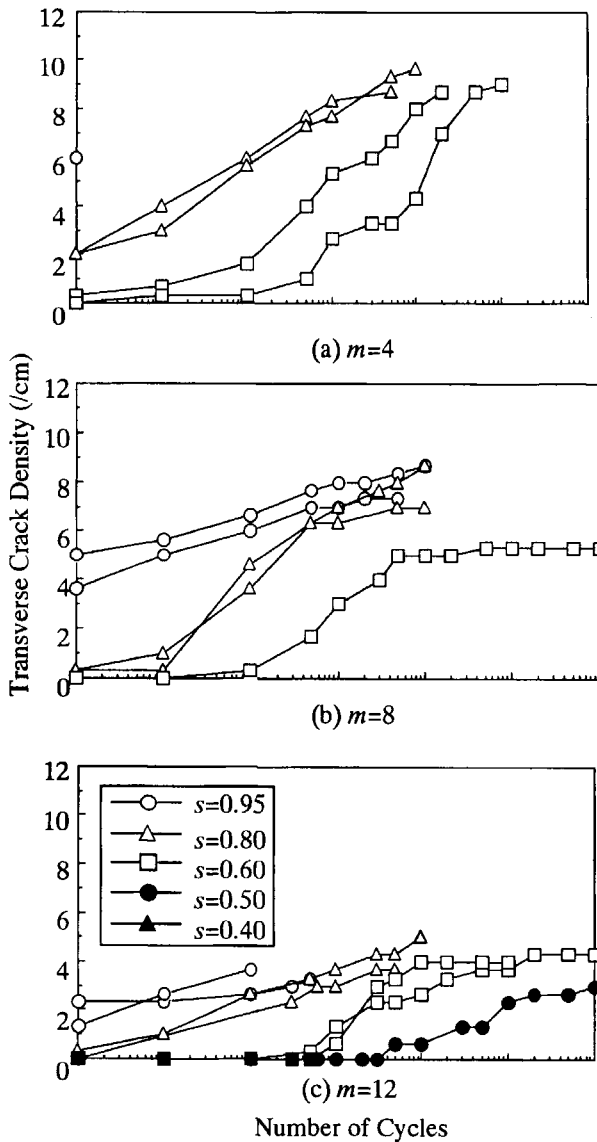 12
10
8
6
4
2
0
(a) m=4
Transverse Crack Density (/cm)
12
10
8
6
4
2
0
(b) m=8
12
10
8
6
4
2
0
s=0.95
s=0.80
s=0.60
s=0.50
s=0.40
(c) m=12
Number of Cycles